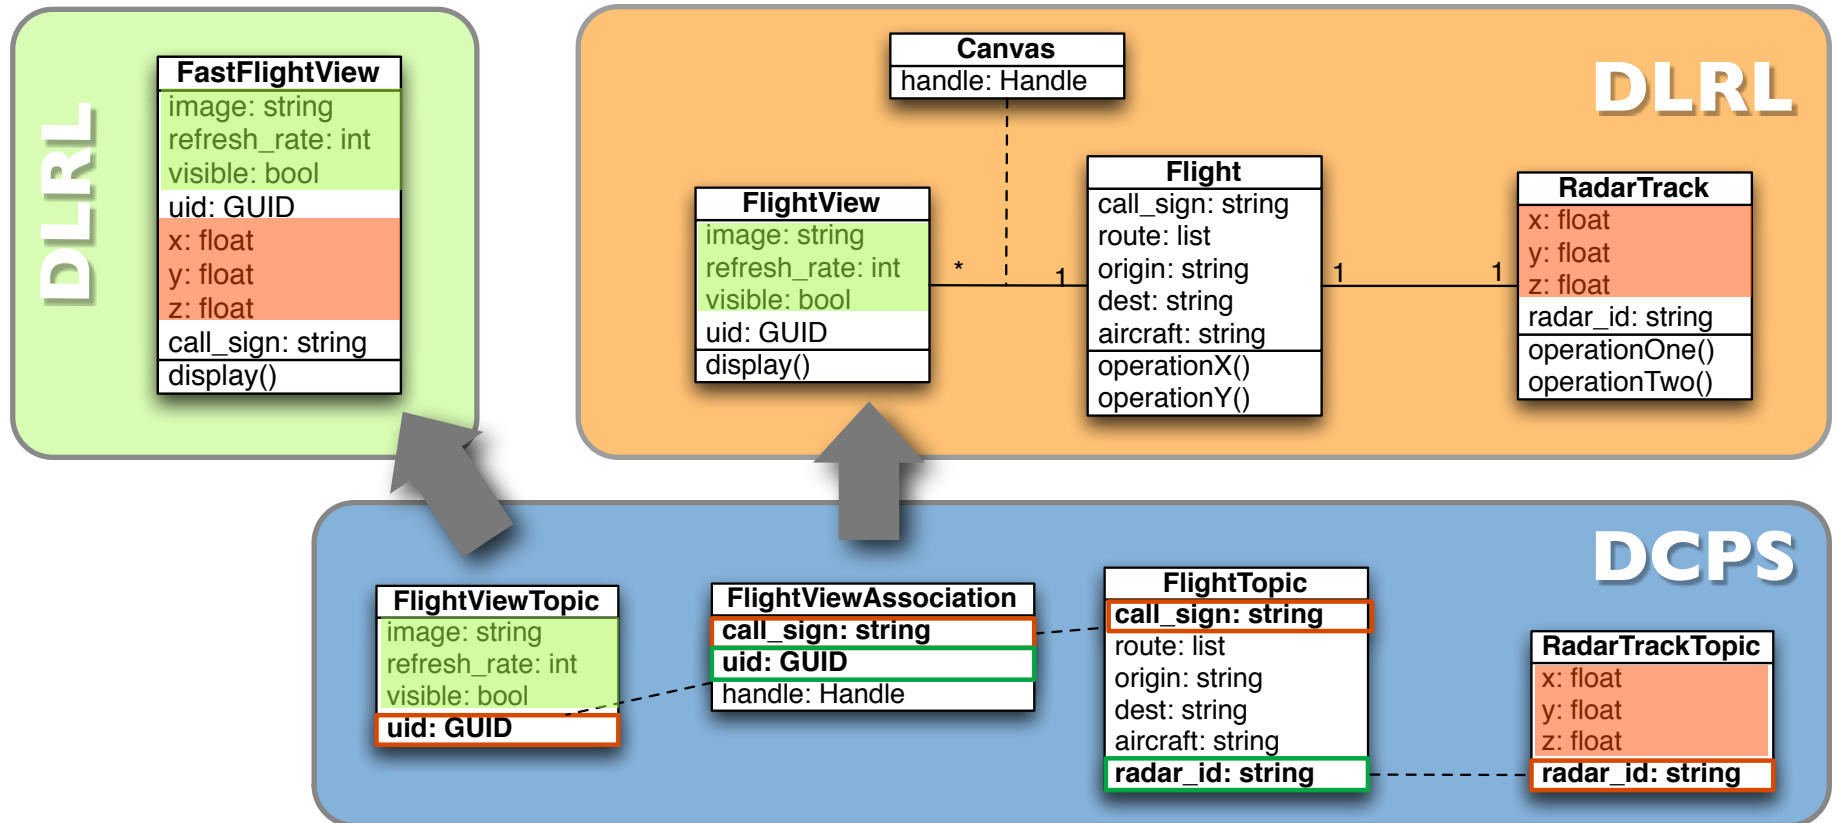 DLRL
FastFlightView
image: string
refresh_rate: int
visible: bool
uid: GUID
x: float
y: float
z: float
call_sign: string
display()
DLRL
Canvas
handle: Handle
FlightView
image: string
refresh_rate: int
visible: bool
uid: GUID
display()
*
1
Flight
call_sign: string
route: list
origin: string
dest: string
aircraft: string
operationX()
operationY()
1
1
RadarTrack
x: float
y: float
z: float
radar_id: string
operationOne()
operationTwo()
DCPS
FlightViewTopic
image: string
refresh_rate: int
visible: bool
uid: GUID
FlightViewAssociation
call_sign: string
uid: GUID
handle: Handle
FlightTopic
call_sign: string
route: list
origin: string
dest: string
aircraft: string
radar_id: string
RadarTrackTopic
x: float
y: float
z: float
radar_id: string